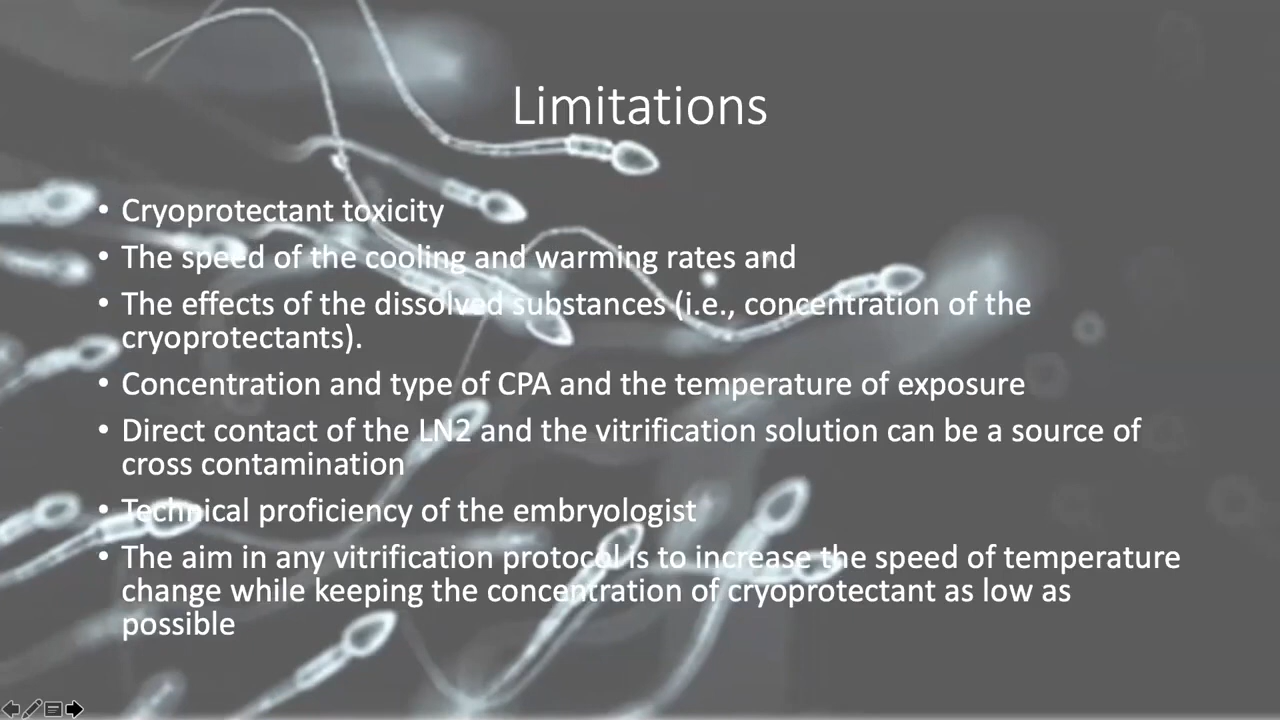 Limitations
• Cryoprotectant toxicity
• The speed of the cooling and warming rates and
• The effects of the dissolved substances (i.e., concentration of the
cryoprotectants).
• Concentration and type of CPA and the temperature of exposure
• Direct contact of the LN2 and the vitrification solution can be a source of
cross contamination
• Technical proficiency of the embryologist
• The aim in any vitrification protocol is to increase the speed of temperature
change while keeping the concentration of cryoprotectant as low as
possible